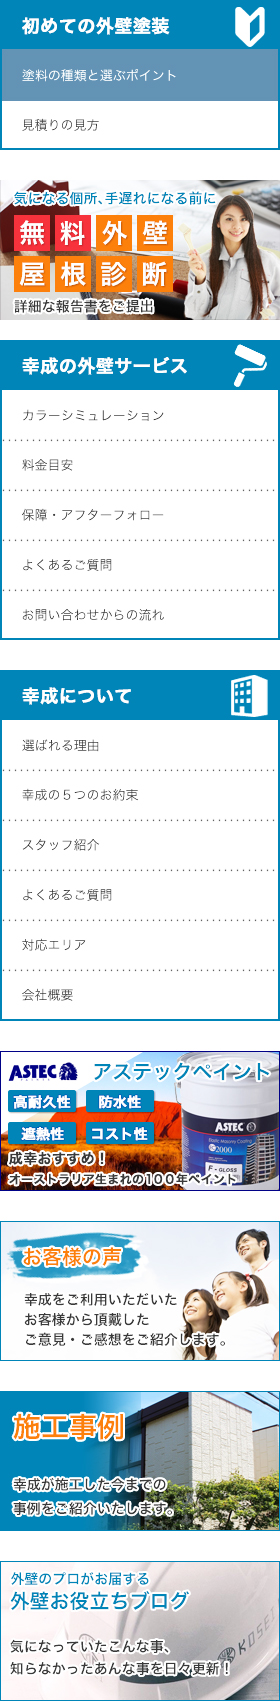 初めての外壁塗装
塗料の種類と選ぶポイント
見積りの見方
気になる個所､手遅れになる前に
無料外壁
屋根診断
詳細な報告書をご提出
幸成の外壁サービス
カラーシミュレーション
料金目安
保障・アフターフォロー
よくあるご質問
お問い合わせからの流れ
幸成について
選ばれる理由
幸成の５つのお約束
スタッフ紹介
よくあるご質問
対応エリア
会社概要
ASTEC アステックペイント
PAINTS
高耐久性 防水性
遮熱性 コスト性
ASTEC
EC 2000
F - GLOSS
成幸おすすめ！
オーストラリア生まれの100年ペイント
お客様の声
幸成をご利用いただいた
お客様から頂戴した
ご意見・ご感想をご紹介します。
施工事例
幸成が施工した今までの
事例をご紹介いたします。
外壁のプロがお届する
外壁お役立ちブログ
KOSEI
気になっていたこんな事、
知らなかったあんな事を日々更新！